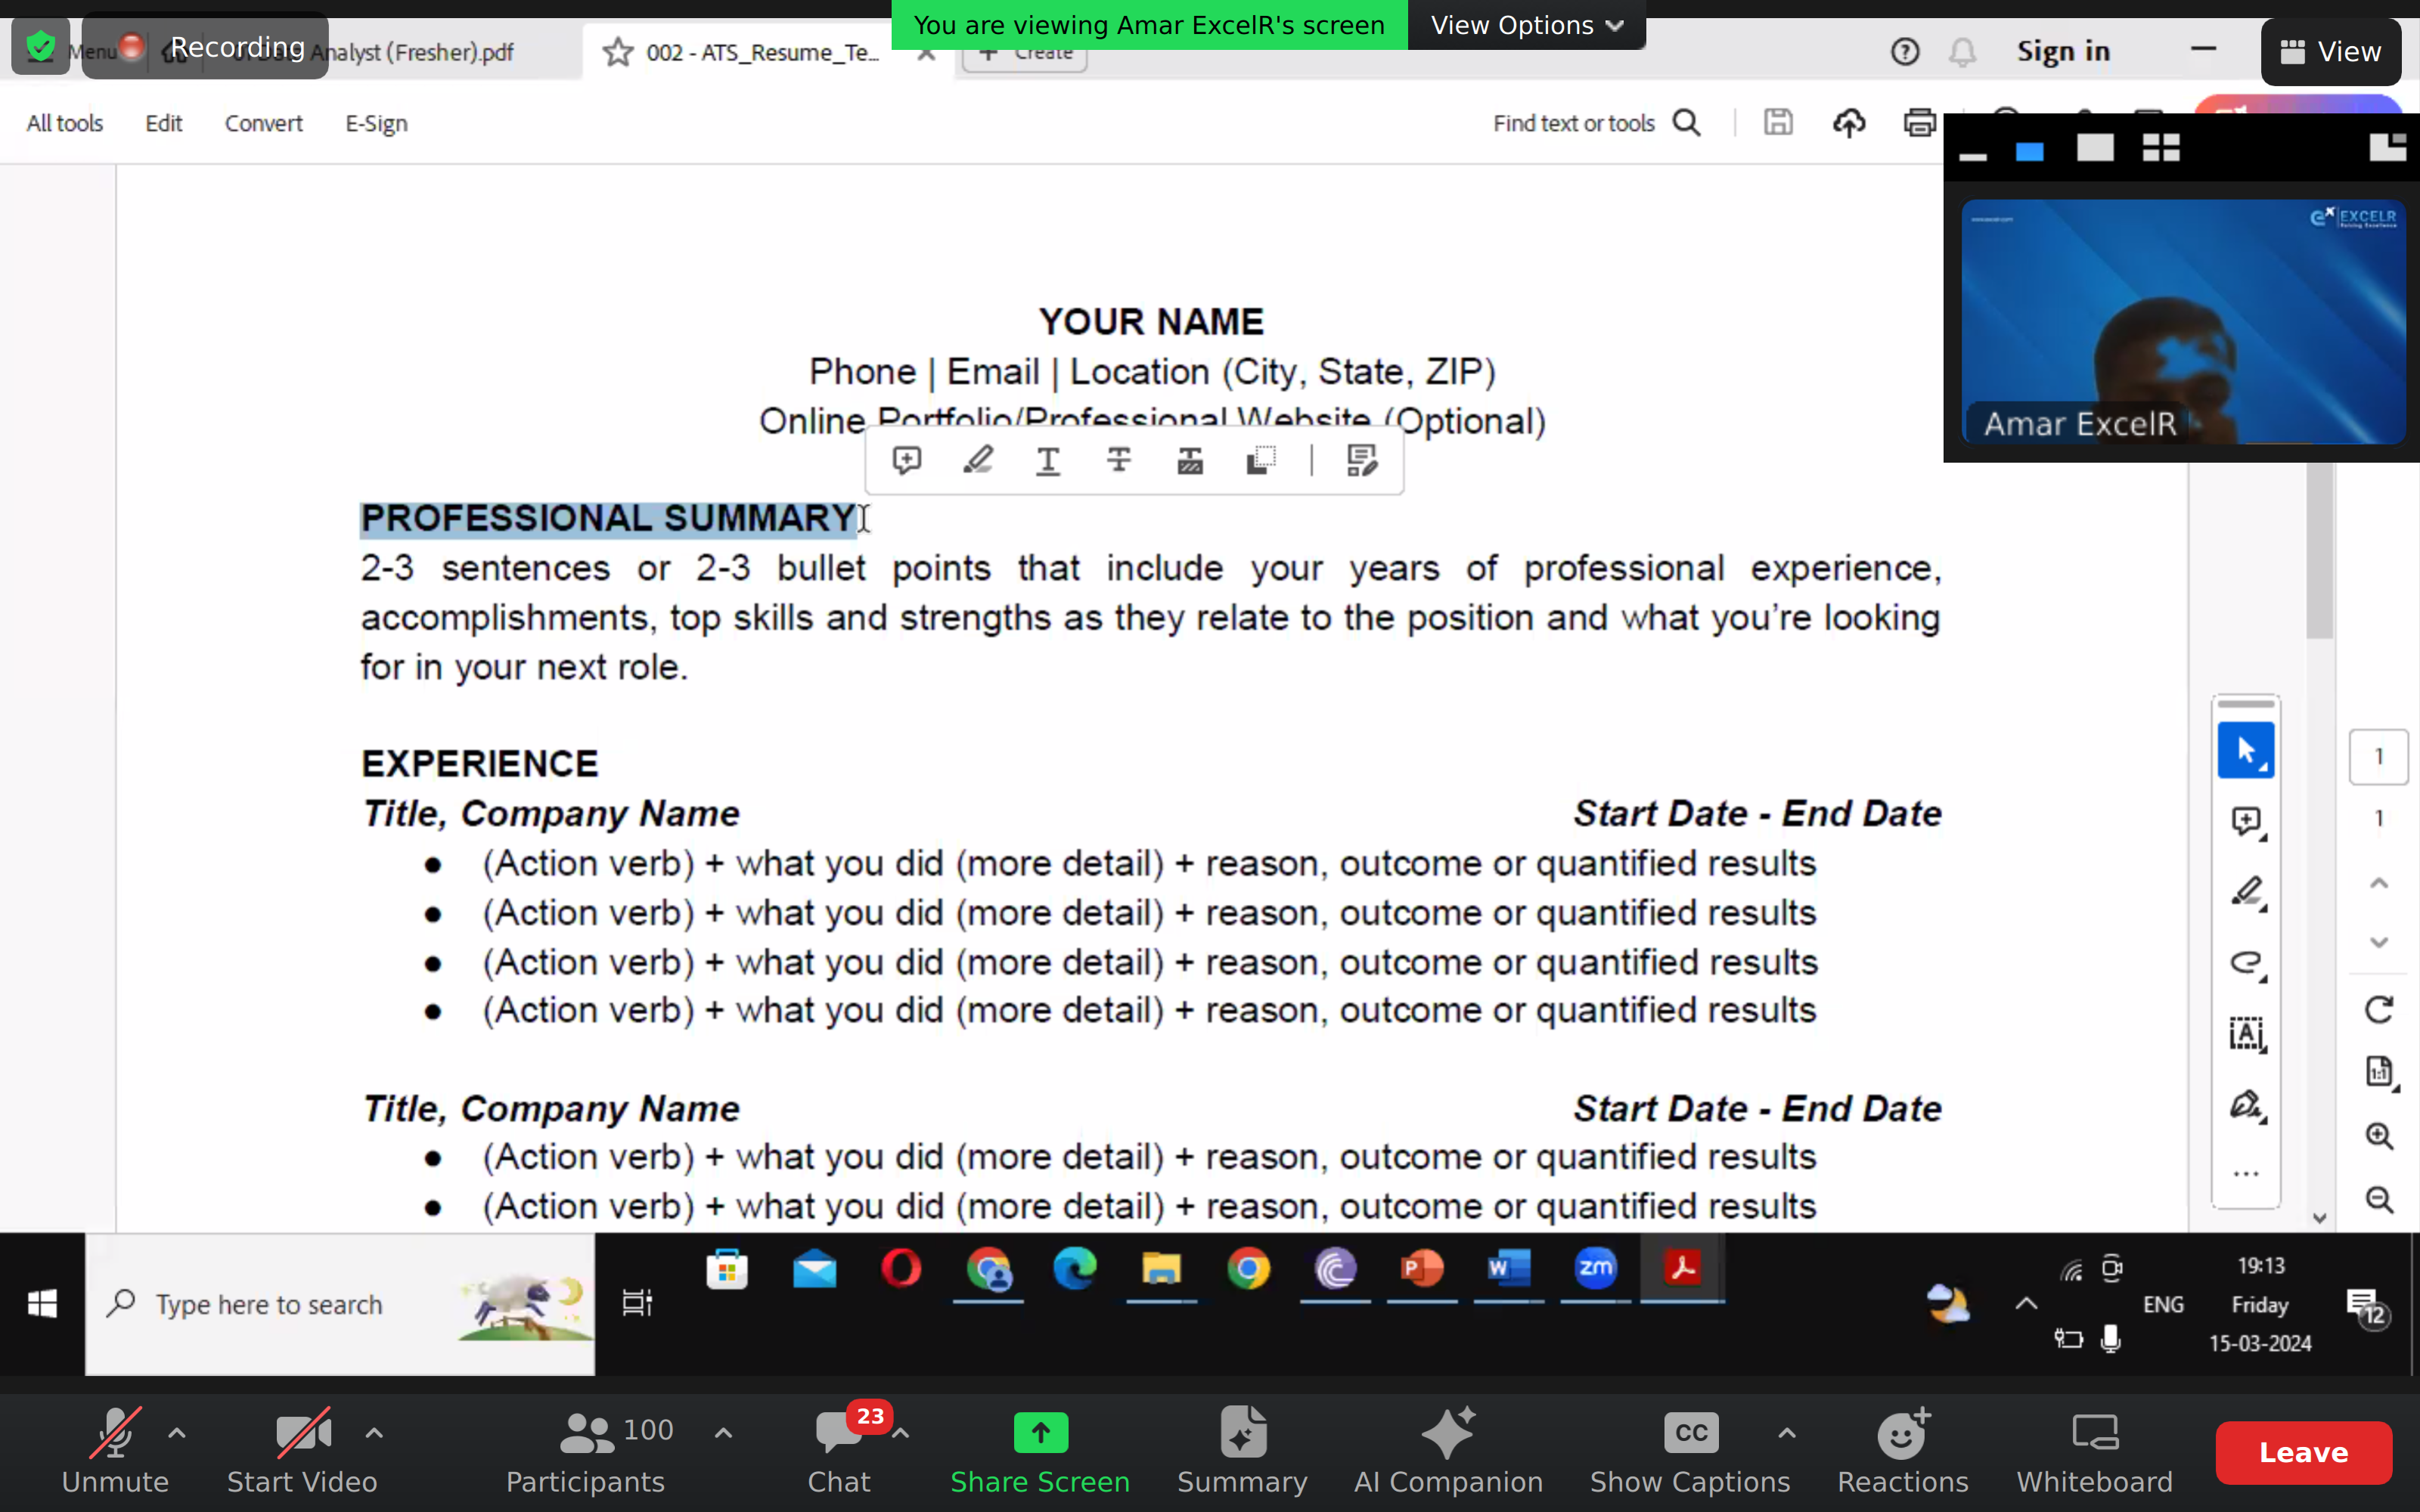 Recording
Menu
Analyst (Fresher).pdf
002 - ATS_Resume_Te...
Create
You are viewing Amar ExcelR's screen
View Options
Sign in
View
All tools
Edit
Convert
E-Sign
Find text or tools
EXCELR
Amar ExcelR
YOUR NAME
Phone | Email | Location (City, State, ZIP)
Online Portfolio/Professional Website (Optional)
PROFESSIONAL SUMMARY
2-3 sentences or 2-3 bullet points that include your years of professional experience,
accomplishments, top skills and strengths as they relate to the position and what you're looking
for in your next role.
EXPERIENCE
Title, Company Name Start Date - End Date
● (Action verb) + what you did (more detail) + reason, outcome or quantified results
● (Action verb) + what you did (more detail) + reason, outcome or quantified results
● (Action verb) + what you did (more detail) + reason, outcome or quantified results
● (Action verb) + what you did (more detail) + reason, outcome or quantified results
Title, Company Name Start Date - End Date
● (Action verb) + what you did (more detail) + reason, outcome or quantified results
● (Action verb) + what you did (more detail) + reason, outcome or quantified results
1
1
Type here to search
zm
ENG
19:13
Friday
15-03-2024
12
Unmute
Start Video
100
Participants
23
Chat
Share Screen
Summary
AI Companion
CC
Show Captions
Reactions
Whiteboard
Leave